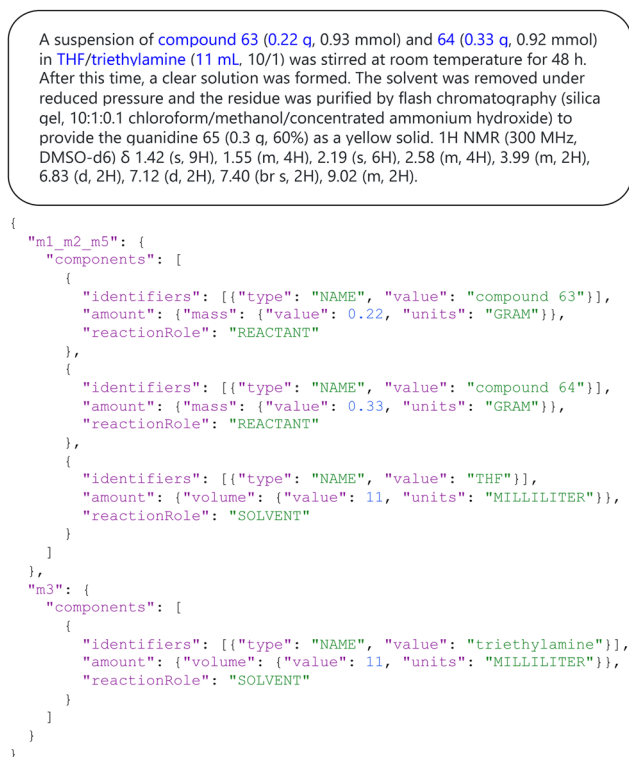 A suspension of compound 63 (0.22 g, 0.93 mmol) and 64 (0.33 g, 0.92 mmol)
in THF/triethylamine (11 mL, 10/1) was stirred at room temperature for 48 h.
After this time, a clear solution was formed. The solvent was removed under
reduced pressure and the residue was purified by flash chromatography (silica
gel, 10:1:0.1 chloroform/methanol/concentrated ammonium hydroxide) to
provide the guanidine 65 (0.3 g, 60%) as a yellow solid. 1H NMR (300 MHz,
DMSO-d6) δ 1.42 (s, 9H), 1.55 (m, 4H), 2.19 (s, 6H), 2.58 (m, 4H), 3.99 (m, 2H),
6.83 (d, 2H), 7.12 (d, 2H), 7.40 (br s, 2H), 9.02 (m, 2H).
{
  "m1_m2_m5": {
    "components": [
      {
        "identifiers": [{"type": "NAME", "value": "compound 63"}],
        "amount": {"mass": {"value": 0.22, "units": "GRAM"}},
        "reactionRole": "REACTANT"
      },
      {
        "identifiers": [{"type": "NAME", "value": "compound 64"}],
        "amount": {"mass": {"value": 0.33, "units": "GRAM"}},
        "reactionRole": "REACTANT"
      },
      {
        "identifiers": [{"type": "NAME", "value": "THF"}],
        "amount": {"volume": {"value": 11, "units": "MILLILITER"}},
        "reactionRole": "SOLVENT"
      }
    ]
  },
  "m3": {
    "components": [
      {
        "identifiers": [{"type": "NAME", "value": "triethylamine"}],
        "amount": {"volume": {"value": 11, "units": "MILLILITER"}},
        "reactionRole": "SOLVENT"
      }
    ]
  }
}